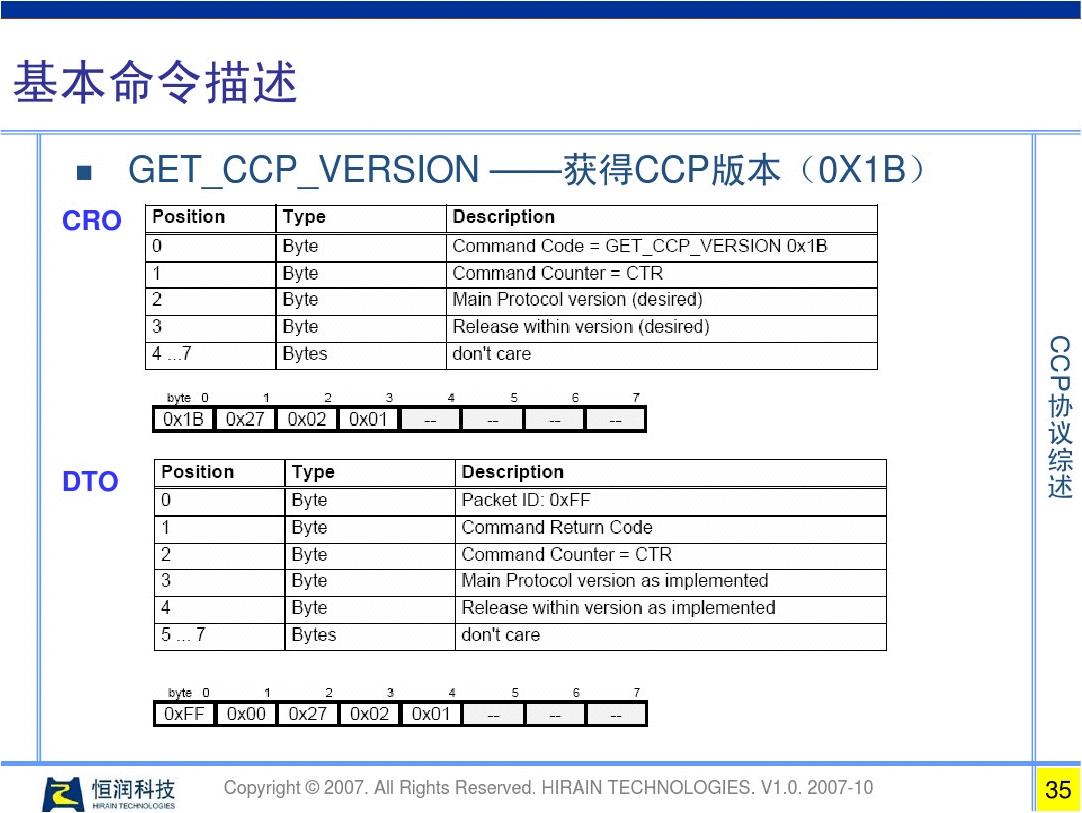 基本命令描述
■ GET_CCP_VERSION ——获得CCP版本（0X1B）
CRO
Position Type Description
0 Byte Command Code = GET_CCP_VERSION 0x1B
1 Byte Command Counter = CTR
2 Byte Main Protocol version (desired)
3 Byte Release within version (desired)
4 ...7 Bytes don't care
byte 0 1 2 3 4 5 6 7
0x1B 0x27 0x02 0x01 -- -- -- --
DTO
Position Type Description
0 Byte Packet ID: 0xFF
1 Byte Command Return Code
2 Byte Command Counter = CTR
3 Byte Main Protocol version as implemented
4 Byte Release within version as implemented
5 ... 7 Bytes don't care
byte 0 1 2 3 4 5 6 7
0xFF 0x00 0x27 0x02 0x01 -- -- --
CCP协议综述
恒润科技
HIRAIN TECHNOLOGIES
Copyright © 2007. All Rights Reserved. HIRAIN TECHNOLOGIES. V1.0. 2007-10
35